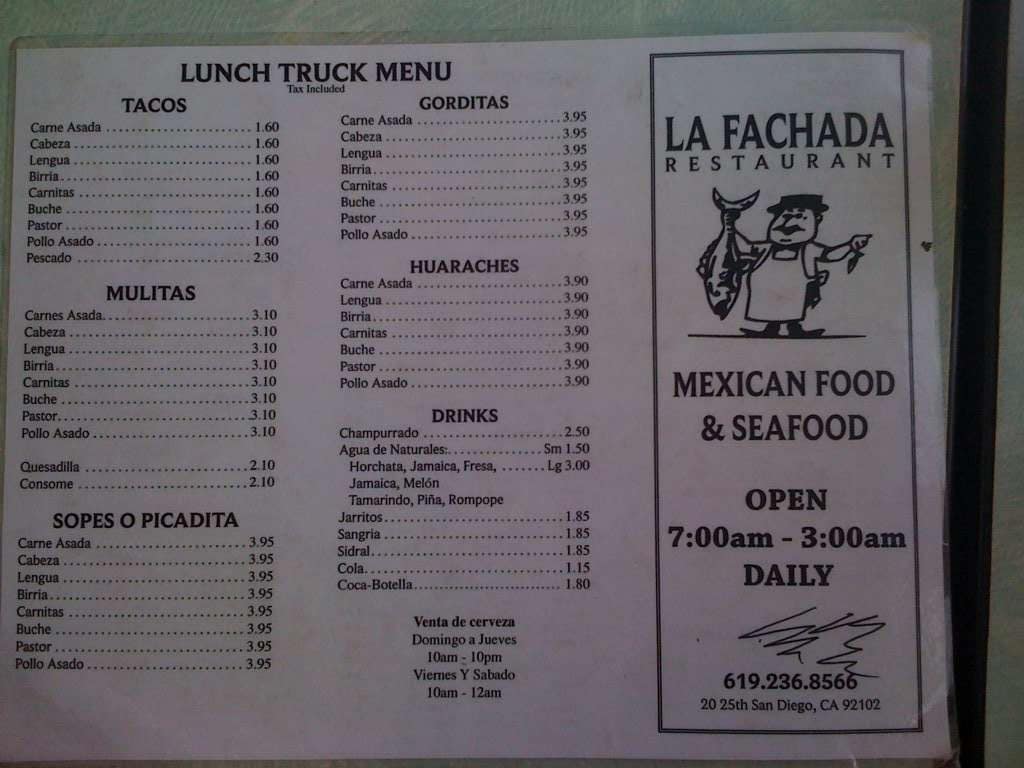 LUNCH TRUCK MENU
Tax Included
TACOS
Carne Asada ........................ 1.60
Cabeza ........................ 1.60
Lengua ........................ 1.60
Birria ........................ 1.60
Carnitas ........................ 1.60
Buche ........................ 1.60
Pastor ........................ 1.60
Pollo Asado ........................ 1.60
Pescado ........................ 2.30
MULITAS
Carnes Asada ........................ 3.10
Cabeza ........................ 3.10
Lengua ........................ 3.10
Birria ........................ 3.10
Carnitas ........................ 3.10
Buche ........................ 3.10
Pastor ........................ 3.10
Pollo Asado ........................ 3.10
Quesadilla ........................ 2.10
Consome ........................ 2.10
SOPES O PICADITA
Carne Asada ........................ 3.95
Cabeza ........................ 3.95
Lengua ........................ 3.95
Birria ........................ 3.95
Carnitas ........................ 3.95
Buche ........................ 3.95
Pastor ........................ 3.95
Pollo Asado ........................ 3.95
GORDITAS
Carne Asada ........................ 3.95
Cabeza ........................ 3.95
Lengua ........................ 3.95
Birria ........................ 3.95
Carnitas ........................ 3.95
Buche ........................ 3.95
Pastor ........................ 3.95
Pollo Asado ........................ 3.95
HUARACHES
Carne Asada ........................ 3.90
Lengua ........................ 3.90
Birria ........................ 3.90
Carnitas ........................ 3.90
Buche ........................ 3.90
Pastor ........................ 3.90
Pollo Asado ........................ 3.90
DRINKS
Champurrado ........................ 2.50
Agua de Naturales: ................ Sm 1.50
Horchata, Jamaica, Fresa, ....... Lg 3.00
Jamaica, Melón
Tamarindo, Piña, Rompope
Jarritos ........................ 1.85
Sangria ........................ 1.85
Sidral ........................ 1.85
Cola ........................ 1.15
Coca-Botella ........................ 1.80
Venta de cerveza
Domingo a Jueves
10am - 10pm
Viernes Y Sabado
10am - 12am
LA FACHADA
RESTAURANT
MEXICAN FOOD
& SEAFOOD
OPEN
7:00am - 3:00am
DAILY
619.236.8566
20 25th San Diego, CA 92102